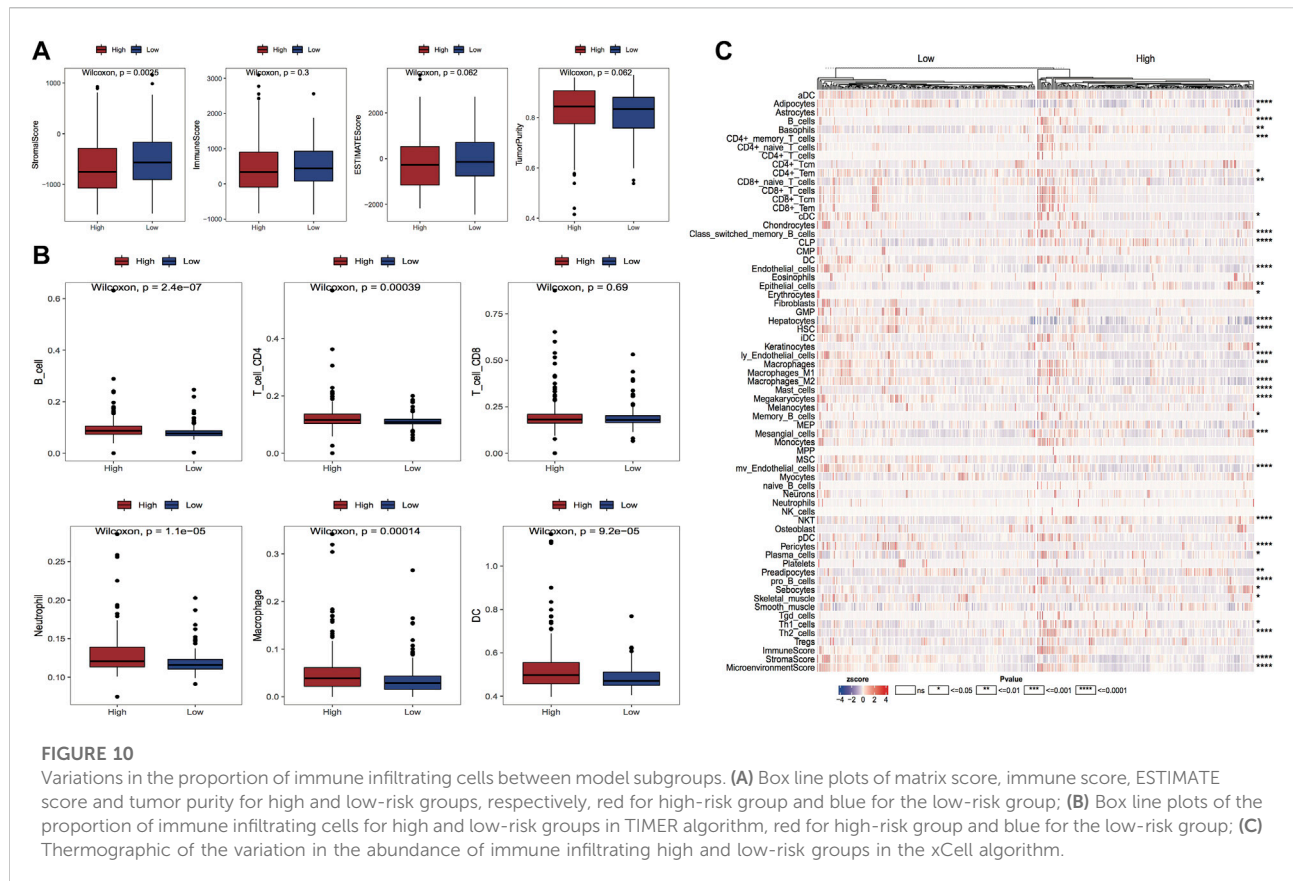 A
High Low
Wilcoxon, p = 0.0025
StromalScore
1000
0
−1000
High Low
High Low
Wilcoxon, p = 0.3
ImmuneScore
3000
2000
1000
0
High Low
High Low
Wilcoxon, p = 0.062
ESTIMATEScore
2000
0
−2000
High Low
High Low
Wilcoxon, p = 0.062
TumorPurity
0.8
0.6
0.4
High Low
B
High Low
Wilcoxon, p = 2.4e-07
B_cell
0.6
0.4
0.2
0.0
High Low
High Low
Wilcoxon, p = 0.00039
T_cell_CD4
0.6
0.4
0.2
0.0
High Low
High Low
Wilcoxon, p = 0.69
T_cell_CD8
0.75
0.50
0.25
0.00
High Low
High Low
Wilcoxon, p = 1.1e-05
Neutrophil
0.25
0.20
0.15
0.10
High Low
High Low
Wilcoxon, p = 0.00014
Macrophage
0.3
0.2
0.1
0.0
High Low
High Low
Wilcoxon, p = 9.2e-05
DC
1.0
0.8
0.6
0.4
High Low
C
Low High
aDC
Adipocytes ****
Astrocytes *
B_cells ****
Basophils **
CD4+_memory_T_cells ***
CD4+_naive_T_cells
CD4+_T_cells
CD4+_Tcm
CD4+_Tem *
CD8+_naive_T_cells **
CD8+_T_cells
CD8+_Tcm
CD8+_Tem
cDC *
Chondrocytes
Class_switched_memory_B_cells ****
CLP ****
CMP
DC
Endothelial_cells ****
Eosinophils
Epithelial_cells **
Erythrocytes *
Fibroblasts
GMP
Hepatocytes ****
HSC ****
iDC
Keratinocytes *
ly_Endothelial_cells ****
Macrophages ***
Macrophages_M1
Macrophages_M2 ****
Mast_cells ****
Megakaryocytes ****
Melanocytes
Memory_B_cells *
MEP
Mesangial_cells ***
Monocytes
MPP
MSC
mv_Endothelial_cells ****
Myocytes
naive_B_cells
Neurons
Neutrophils
NK_cells
NKT ****
Osteoblast
pDC
Pericytes ****
Plasma_cells *
Platelets
Preadipocytes **
pro_B_cells ****
Sebocytes *
Skeletal_muscle *
Smooth_muscle
Tgd_cells
Th1_cells *
Th2_cells ****
Tregs
ImmuneScore
StromaScore ****
MicroenvironmentScore ****
zscore
−4 −2 0 2 4
Pvalue
ns * <=0.05 ** <=0.01 *** <=0.001 **** <=0.0001
FIGURE 10
Variations in the proportion of immune infiltrating cells between model subgroups. (A) Box line plots of matrix score, immune score, ESTIMATE
score and tumor purity for high and low-risk groups, respectively, red for high-risk group and blue for the low-risk group; (B) Box line plots of the
proportion of immune infiltrating cells for high and low-risk groups in TIMER algorithm, red for high-risk group and blue for the low-risk group; (C)
Thermographic of the variation in the abundance of immune infiltrating high and low-risk groups in the xCell algorithm.